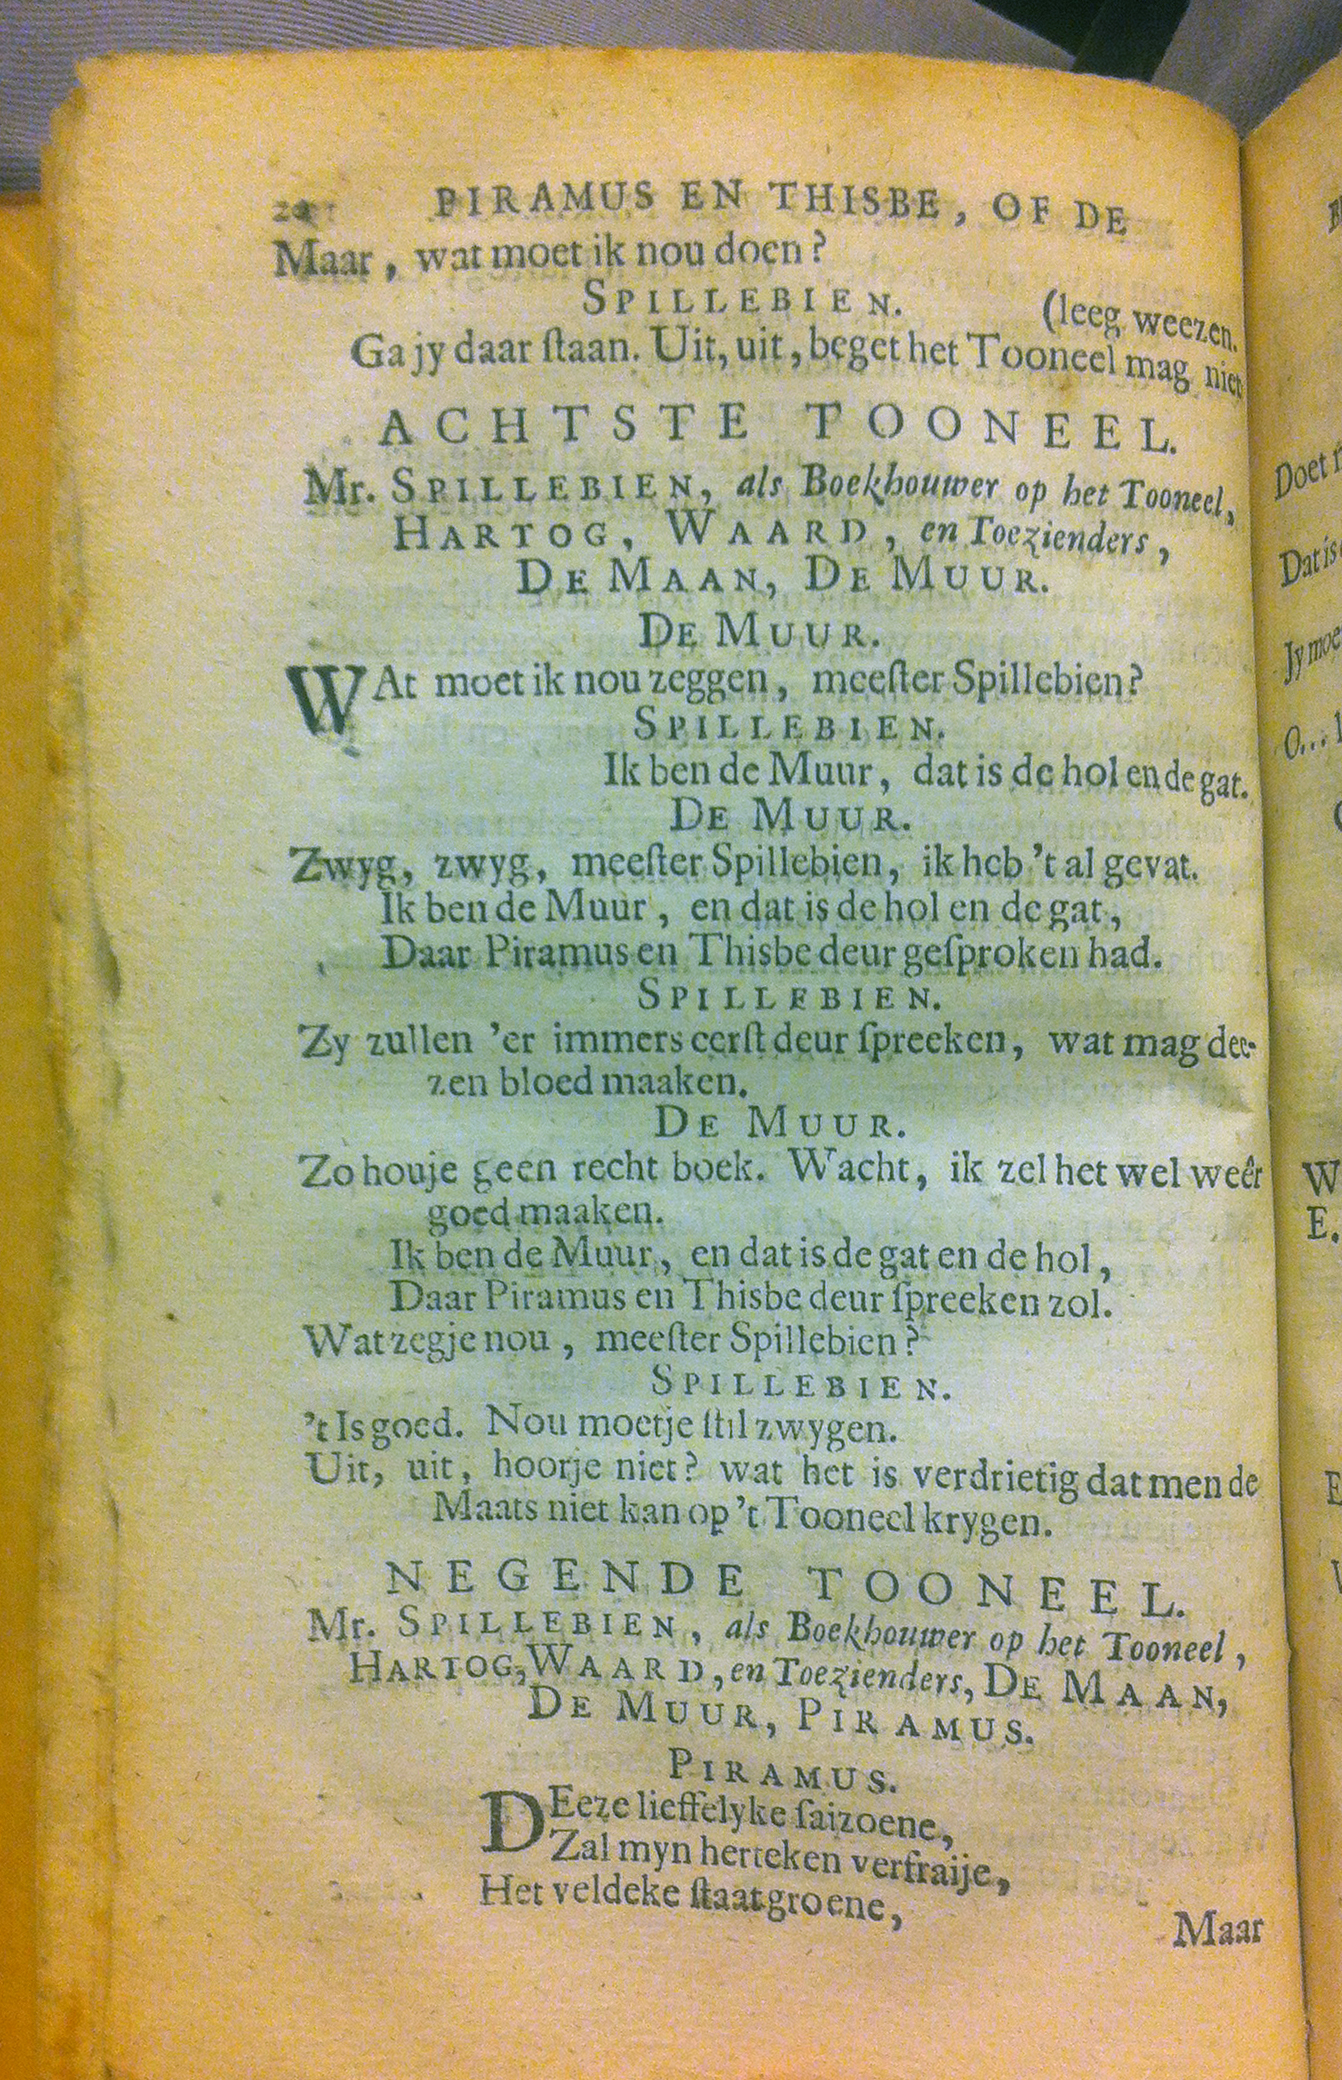 PIRAMUS EN THISBE, OF DE
Maar, wat moet ik nou doen?
SPILLEBIEN.
(leeg weezen.
Ga jy daar ſtaan. Uit, uit, beget het Tooneel mag niet
ACHTSTE TOONEEL.
Mr. SPILLEBIEN, als Boekhouwer op het Tooneel,
HARTOG, WAARD, en Toezienders,
DE MAAN, DE MUUR.
DE MUUR.
WAt moet ik nou zeggen, meeſter Spillebien?
SPILLEBIEN.
Ik ben de Muur, dat is de hol en de gat.
DE MUUR.
Zwyg, zwyg, meeſter Spillebien, ik heb 't al gevat.
Ik ben de Muur, en dat is de hol en de gat,
Daar Piramus en Thisbe deur geſproken had.
SPILLEBIEN.
Zy zullen 'er immers eerſt deur ſpreeken, wat mag dee-
zen bloed maaken.
DE MUUR.
Zo houje geen recht boek. Wacht, ik zel het wel weêr
goed maaken.
Ik ben de Muur, en dat is de gat en de hol,
Daar Piramus en Thisbe deur ſpreeken zol.
Wat zegje nou, meeſter Spillebien?
SPILLEBIEN.
't Is goed. Nou moetje ſtil zwygen.
Uit, uit, hoorje niet? wat het is verdrietig dat men de
Maats niet kan op 't Tooneel krygen.
NEGENDE TOONEEL.
Mr. SPILLEBIEN, als Boekhouwer op het Tooneel,
HARTOG, WAARD, en Toezienders, DE MAAN,
DE MUUR, PIRAMUS.
PIRAMUS.
DEeze lieffelyke ſaizoene,
Zal myn herteken verfraije,
Het veldeke ſtaat groene,
Maar
Doet
Dat is
Jy moe
O...
W
E.